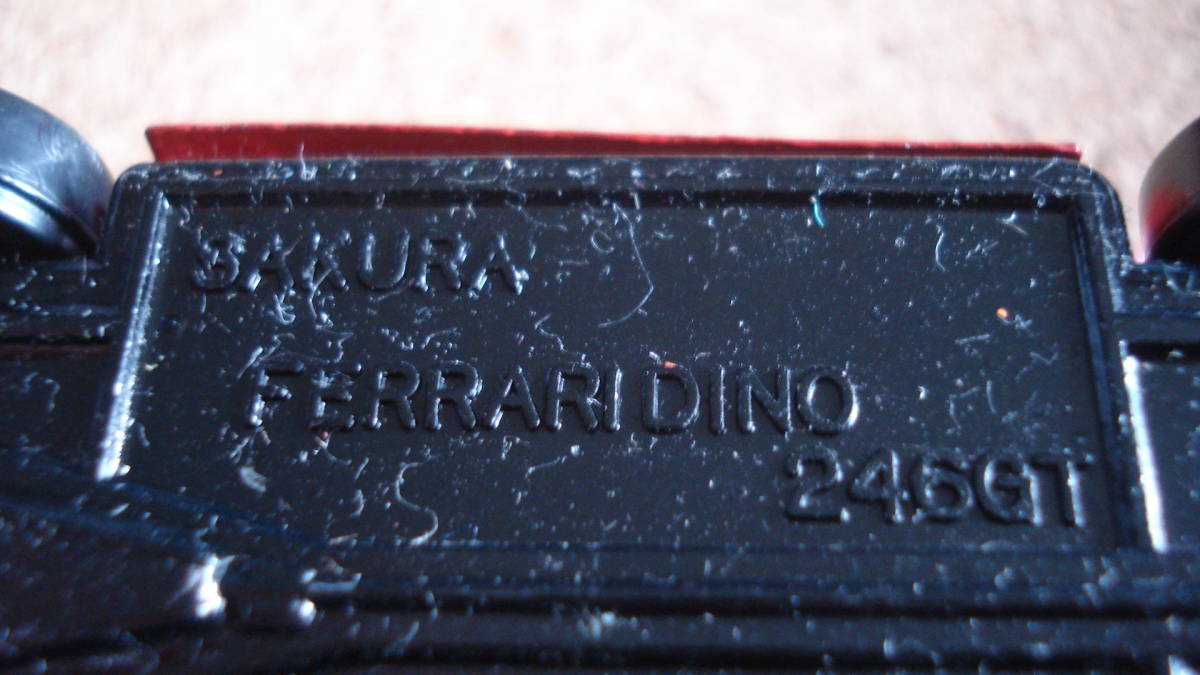 SAKURA
FERRARI DINO
246GT